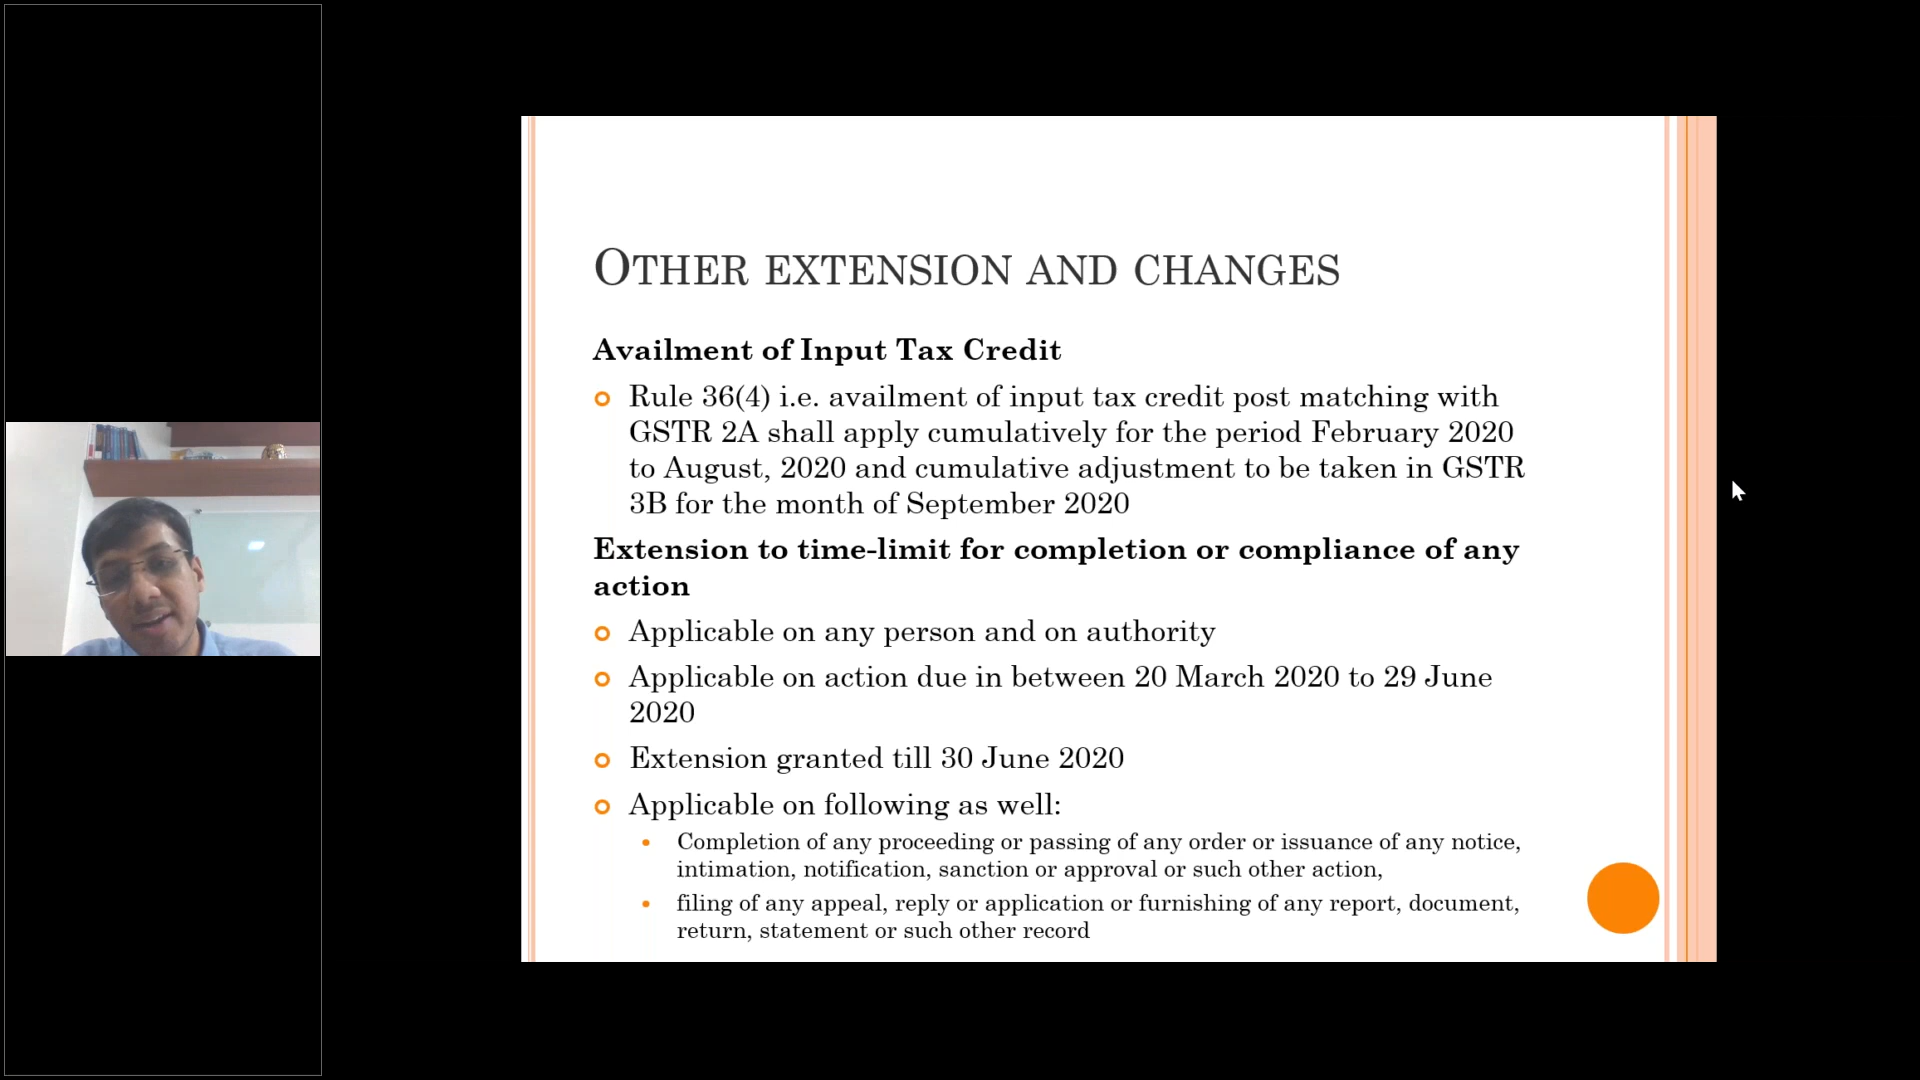 OTHER EXTENSION AND CHANGES
Availment of Input Tax Credit
Rule 36(4) i.e. availment of input tax credit post matching with
GSTR 2A shall apply cumulatively for the period February 2020
to August, 2020 and cumulative adjustment to be taken in GSTR
3B for the month of September 2020
Extension to time-limit for completion or compliance of any
action
Applicable on any person and on authority
Applicable on action due in between 20 March 2020 to 29 June
2020
Extension granted till 30 June 2020
Applicable on following as well:
Completion of any proceeding or passing of any order or issuance of any notice,
intimation, notification, sanction or approval or such other action,
filing of any appeal, reply or application or furnishing of any report, document,
return, statement or such other record